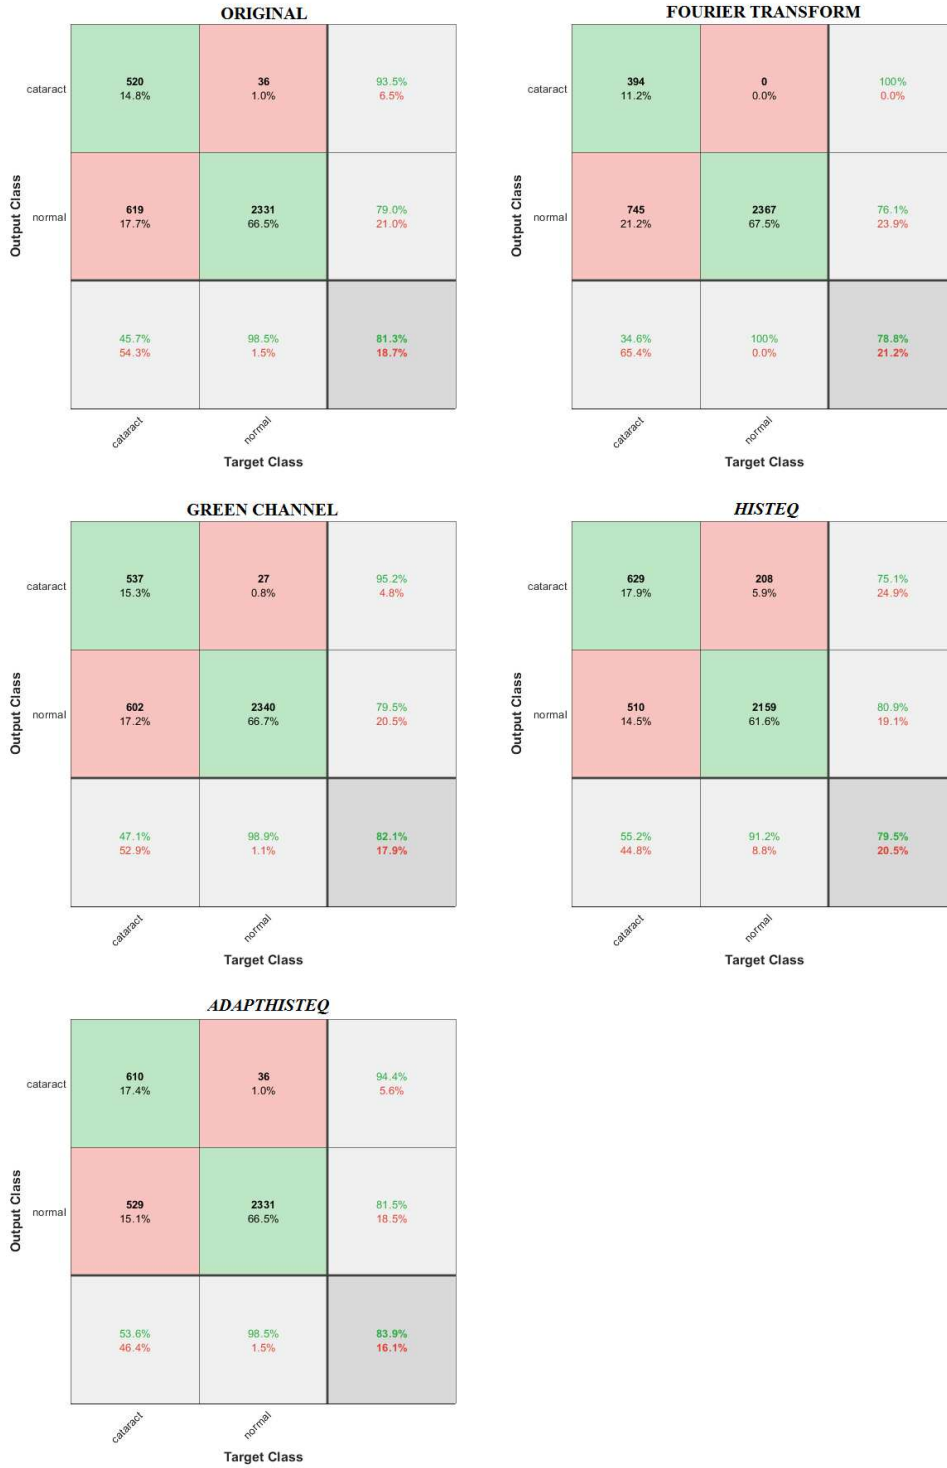 ORIGINAL
cataract
520
14.8%
36
1.0%
93.5%
6.5%
normal
619
17.7%
2331
66.5%
79.0%
21.0%
45.7%
54.3%
98.5%
1.5%
81.3%
18.7%
Output Class
cataract
normal
Target Class
FOURIER TRANSFORM
cataract
394
11.2%
0
0.0%
100%
0.0%
normal
745
21.2%
2367
67.5%
76.1%
23.9%
34.6%
65.4%
100%
0.0%
78.8%
21.2%
Output Class
cataract
normal
Target Class
GREEN CHANNEL
cataract
537
15.3%
27
0.8%
95.2%
4.8%
normal
602
17.2%
2340
66.7%
79.5%
20.5%
47.1%
52.9%
98.9%
1.1%
82.1%
17.9%
Output Class
cataract
normal
Target Class
HISTEQ
cataract
629
17.9%
208
5.9%
75.1%
24.9%
normal
510
14.5%
2159
61.6%
80.9%
19.1%
55.2%
44.8%
91.2%
8.8%
79.5%
20.5%
Output Class
cataract
normal
Target Class
ADAPTHISTEQ
cataract
610
17.4%
36
1.0%
94.4%
5.6%
normal
529
15.1%
2331
66.5%
81.5%
18.5%
53.6%
46.4%
98.5%
1.5%
83.9%
16.1%
Output Class
cataract
normal
Target Class